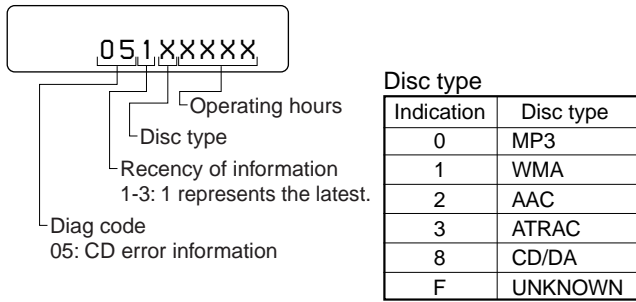 051XXXXX
Operating hours
Disc type
Recency of information
1-3: 1 represents the latest.
Diag code
05: CD error information
Disc type
Indication Disc type
0 MP3
1 WMA
2 AAC
3 ATRAC
8 CD/DA
F UNKNOWN